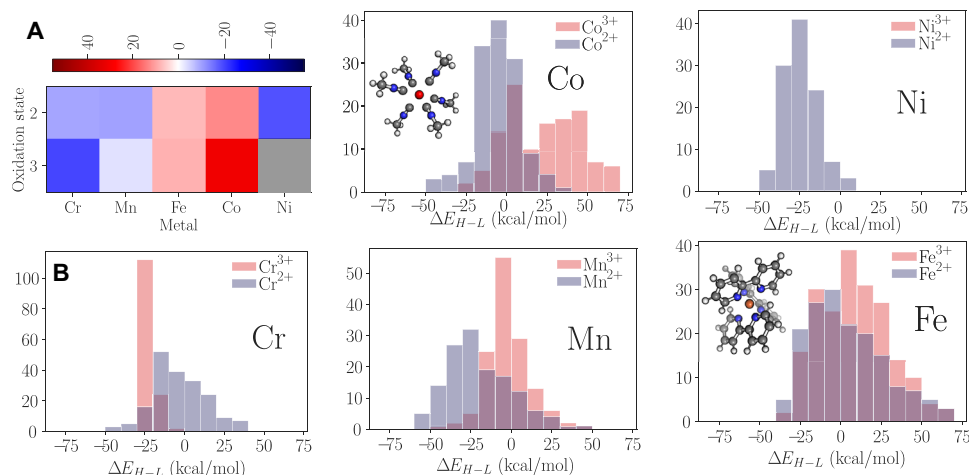 A
40
20
0
−20
−40
Oxidation state
2
3
Cr
Mn
Fe
Co
Ni
Metal
40
30
20
10
0
Co³⁺
Co²⁺
Co
−75
−50
−25
0
25
50
75
ΔE_{H−L} (kcal/mol)
40
30
20
10
0
Ni³⁺
Ni²⁺
Ni
−75
−50
−25
0
25
50
75
ΔE_{H−L} (kcal/mol)
B
100
80
60
40
20
0
Cr³⁺
Cr²⁺
Cr
−75
−50
−25
0
25
50
75
ΔE_{H−L} (kcal/mol)
50
40
30
20
10
0
Mn³⁺
Mn²⁺
Mn
−75
−50
−25
0
25
50
75
ΔE_{H−L} (kcal/mol)
40
30
20
10
0
Fe³⁺
Fe²⁺
Fe
−75
−50
−25
0
25
50
75
ΔE_{H−L} (kcal/mol)